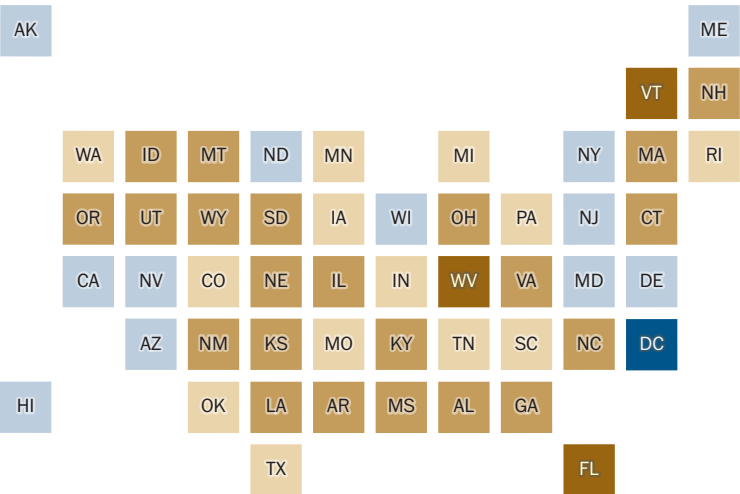 AK ME
VT NH
WA ID MT ND MN MI NY MA RI
OR UT WY SD IA WI OH PA NJ CT
CA NV CO NE IL IN WV VA MD DE
AZ NM KS MO KY TN SC NC DC
HI OK LA AR MS AL GA
TX FL